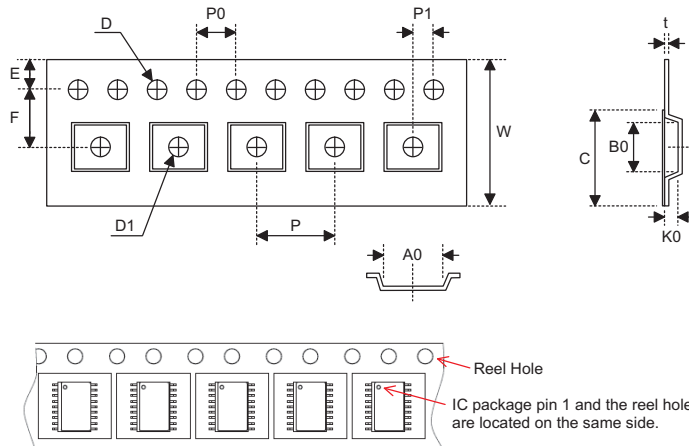 D
P0
P1
t
E
F
W
C
B0
D1
P
A0
K0
Reel Hole
IC package pin 1 and the reel hole
are located on the same side.